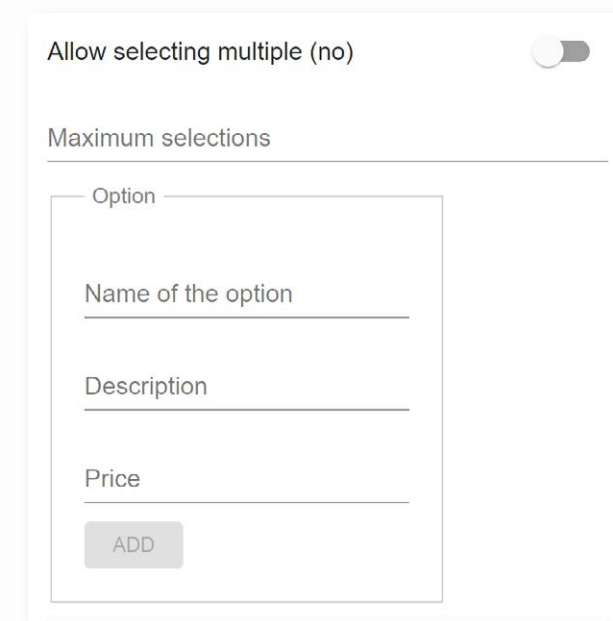 Allow selecting multiple (no)
Maximum selections
Option
Name of the option
Description
Price
ADD